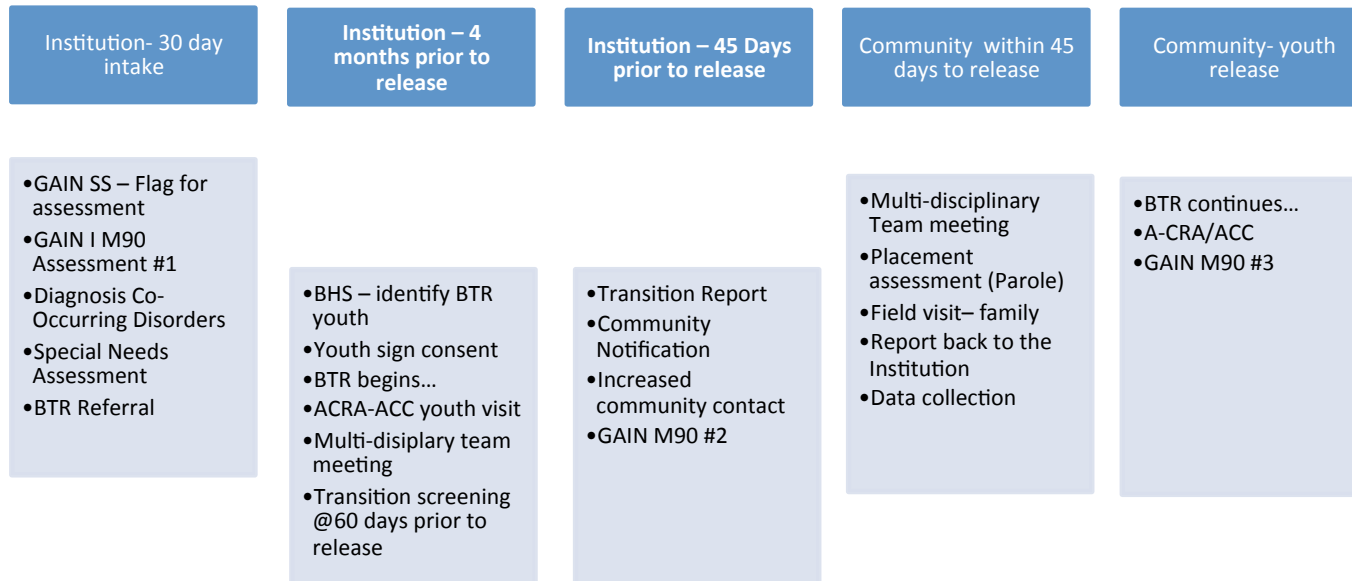 Institution- 30 day
intake
•GAIN SS – Flag for
assessment
•GAIN I M90
Assessment #1
•Diagnosis Co-
Occurring Disorders
•Special Needs
Assessment
•BTR Referral
Institution – 4
months prior to
release
•BHS – identify BTR
youth
•Youth sign consent
•BTR begins…
•ACRA-ACC youth visit
•Multi-disiplary team
meeting
•Transition screening
@60 days prior to
release
Institution – 45 Days
prior to release
•Transition Report
•Community
Notification
•Increased
community contact
•GAIN M90 #2
Community within 45
days to release
•Multi-disciplinary
Team meeting
•Placement
assessment (Parole)
•Field visit– family
•Report back to the
Institution
•Data collection
Community- youth
release
•BTR continues…
•A-CRA/ACC
•GAIN M90 #3